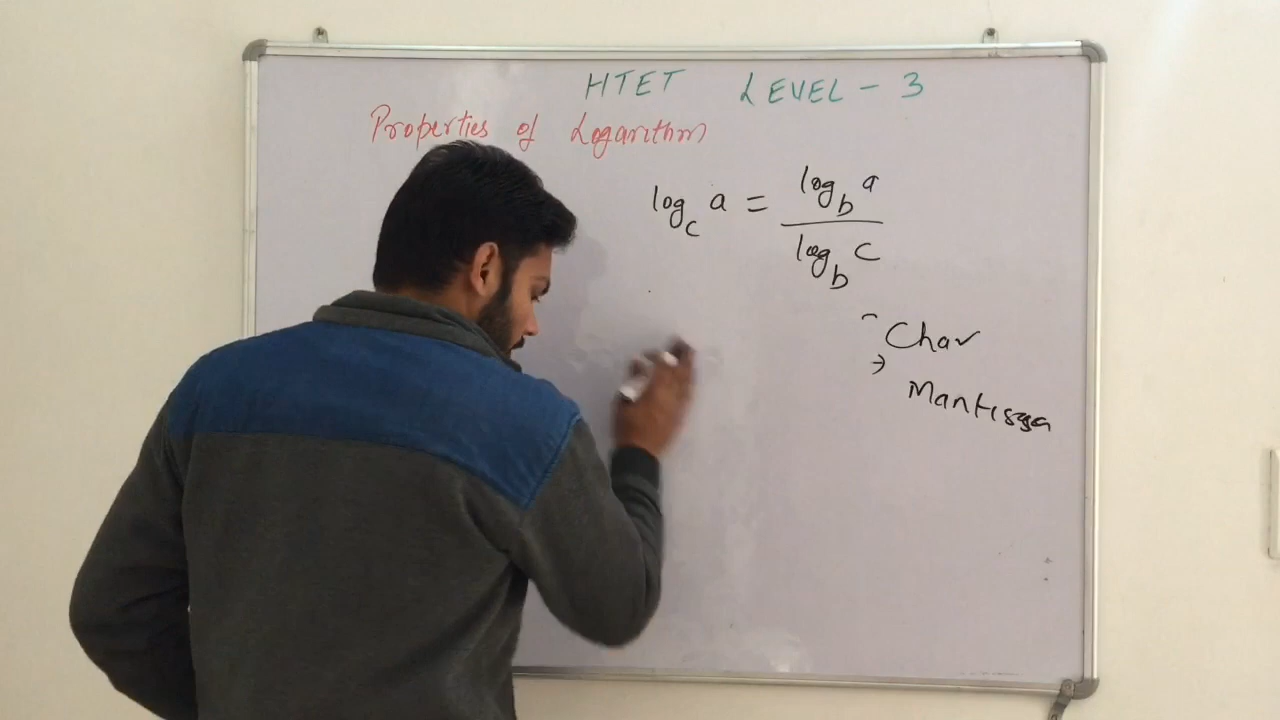 HTET LEVEL - 3
Properties of Logarithm
log_c a = log_b a / log_b c
Char
Mantissa